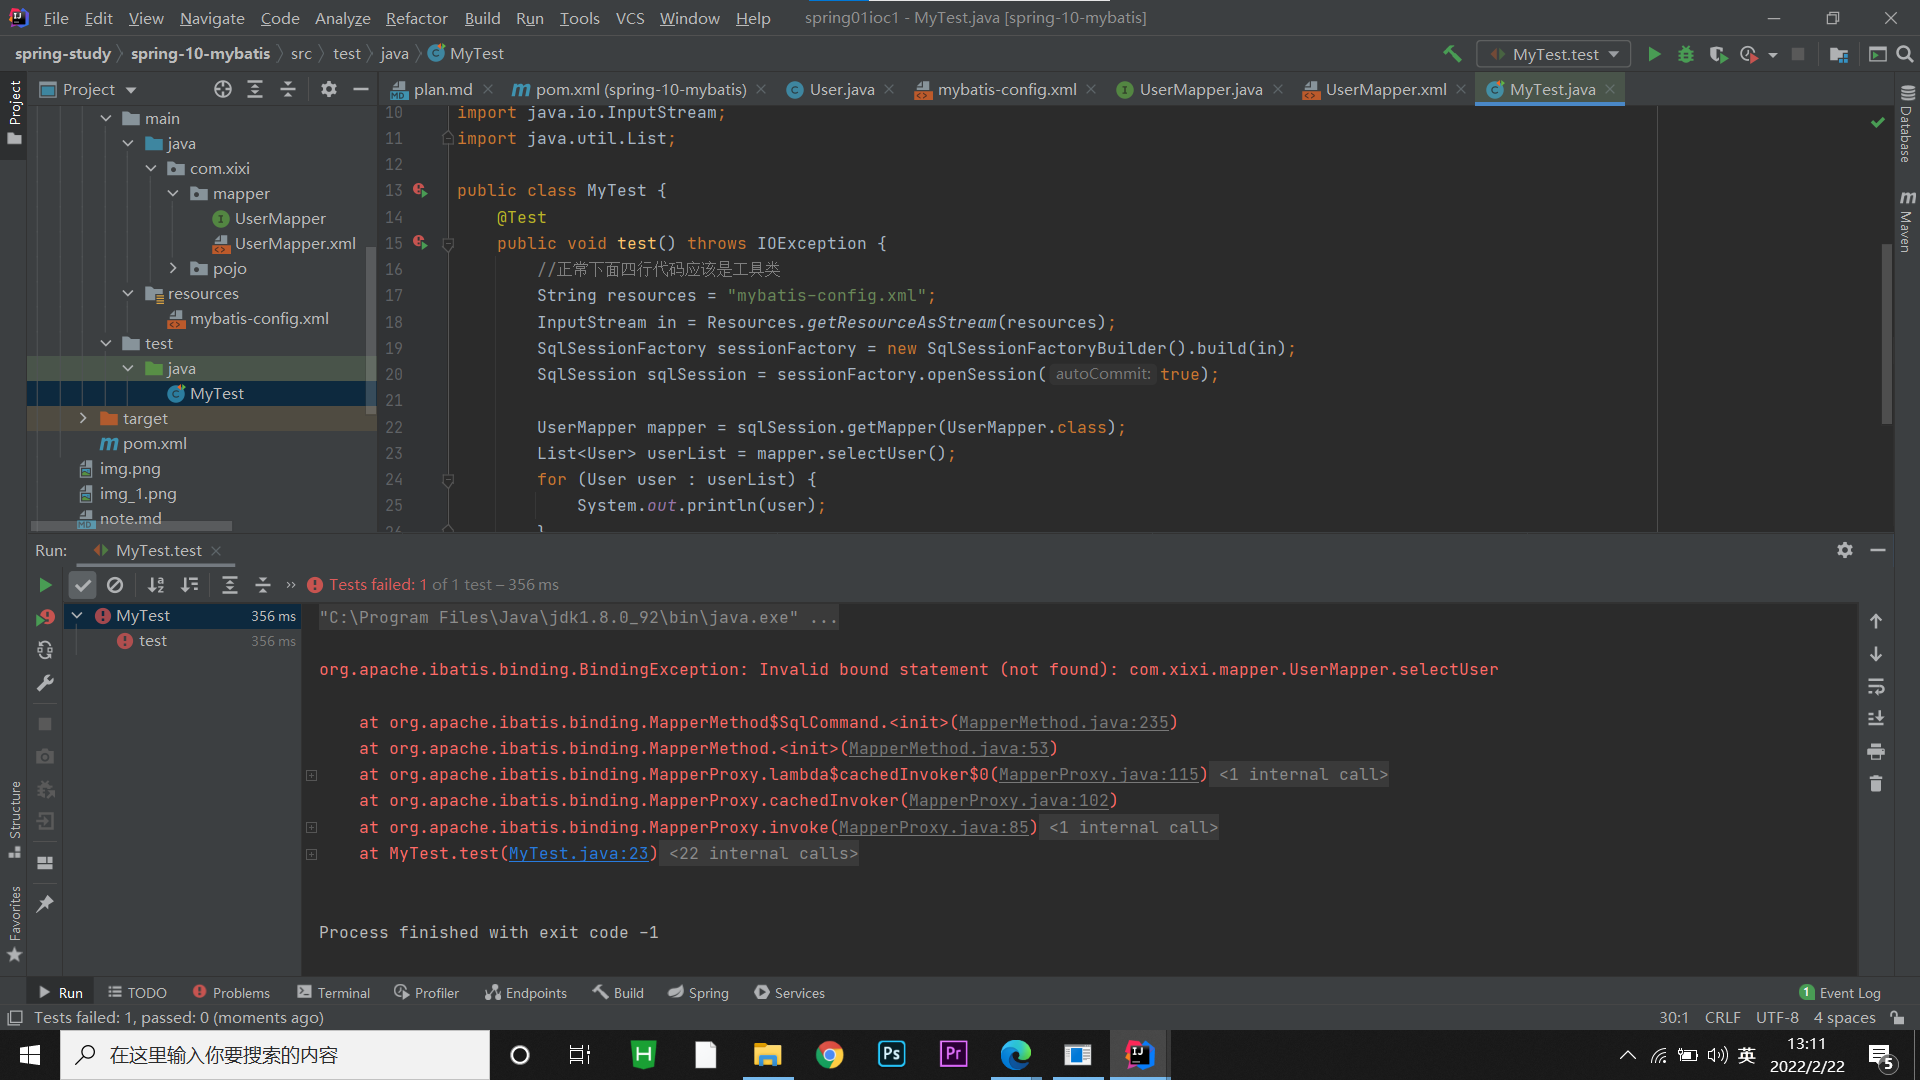 File Edit View Navigate Code Analyze Refactor Build Run Tools VCS Window Help spring01ioc1 - MyTest.java [spring-10-mybatis]
spring-study spring-10-mybatis src test java MyTest MyTest.test
Project plan.md pom.xml (spring-10-mybatis) User.java mybatis-config.xml UserMapper.java UserMapper.xml MyTest.java
Project
main
java
com.xixi
mapper
UserMapper
UserMapper.xml
pojo
resources
mybatis-config.xml
test
java
MyTest
target
pom.xml
img.png
img_1.png
note.md
10 import java.io.InputStream;
11 import java.util.List;
12
13 public class MyTest {
14 @Test
15 public void test() throws IOException {
16 //正常下面四行代码应该是工具类
17 String resources = "mybatis-config.xml";
18 InputStream in = Resources.getResourceAsStream(resources);
19 SqlSessionFactory sessionFactory = new SqlSessionFactoryBuilder().build(in);
20 SqlSession sqlSession = sessionFactory.openSession( autoCommit: true);
21
22 UserMapper mapper = sqlSession.getMapper(UserMapper.class);
23 List<User> userList = mapper.selectUser();
24 for (User user : userList) {
25 System.out.println(user);
26 }
Database
Maven
Run: MyTest.test
Tests failed: 1 of 1 test – 356 ms
MyTest 356 ms
test 356 ms
"C:\Program Files\Java\jdk1.8.0_92\bin\java.exe" ...
org.apache.ibatis.binding.BindingException: Invalid bound statement (not found): com.xixi.mapper.UserMapper.selectUser
at org.apache.ibatis.binding.MapperMethod$SqlCommand.<init>(MapperMethod.java:235)
at org.apache.ibatis.binding.MapperMethod.<init>(MapperMethod.java:53)
at org.apache.ibatis.binding.MapperProxy.lambda$cachedInvoker$0(MapperProxy.java:115) <1 internal call>
at org.apache.ibatis.binding.MapperProxy.cachedInvoker(MapperProxy.java:102)
at org.apache.ibatis.binding.MapperProxy.invoke(MapperProxy.java:85) <1 internal call>
at MyTest.test(MyTest.java:23) <22 internal calls>
Process finished with exit code -1
Structure
Favorites
Run TODO Problems Terminal Profiler Endpoints Build Spring Services 1 Event Log
Tests failed: 1, passed: 0 (moments ago) 30:1 CRLF UTF-8 4 spaces
在这里输入你要搜索的内容
H Ps Pr IJ
英
13:11
2022/2/22
5